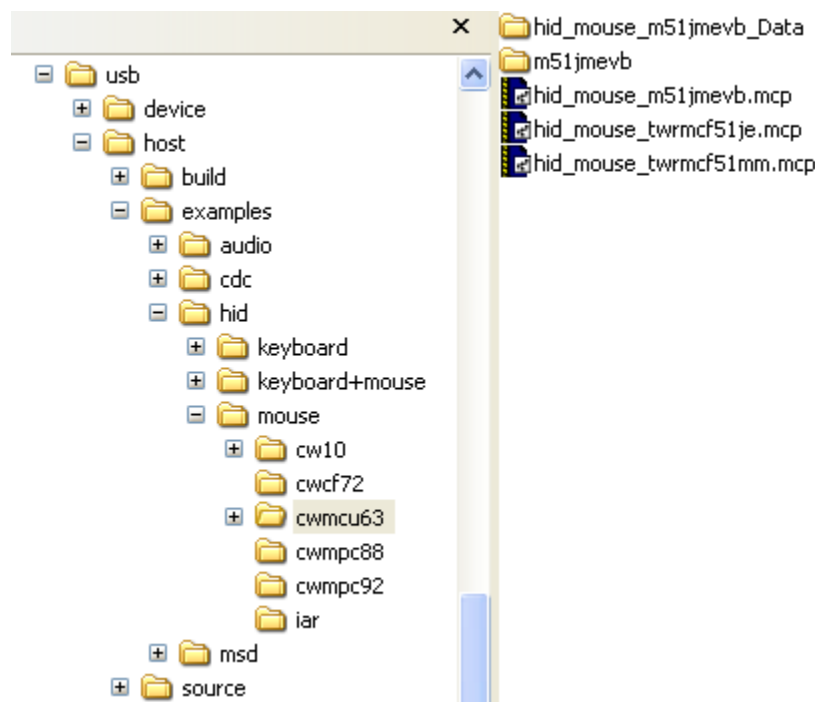 usb
device
host
build
examples
audio
cdc
hid
keyboard
keyboard+mouse
mouse
cw10
cwcf72
cwmcu63
cwmpc88
cwmpc92
iar
msd
source
hid_mouse_m51jmevb_Data
m51jmevb
hid_mouse_m51jmevb.mcp
hid_mouse_twrmcf51je.mcp
hid_mouse_twrmcf51mm.mcp